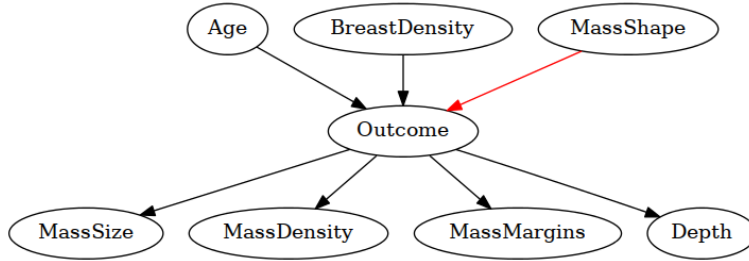 Age
BreastDensity
MassShape
Outcome
MassSize
MassDensity
MassMargins
Depth